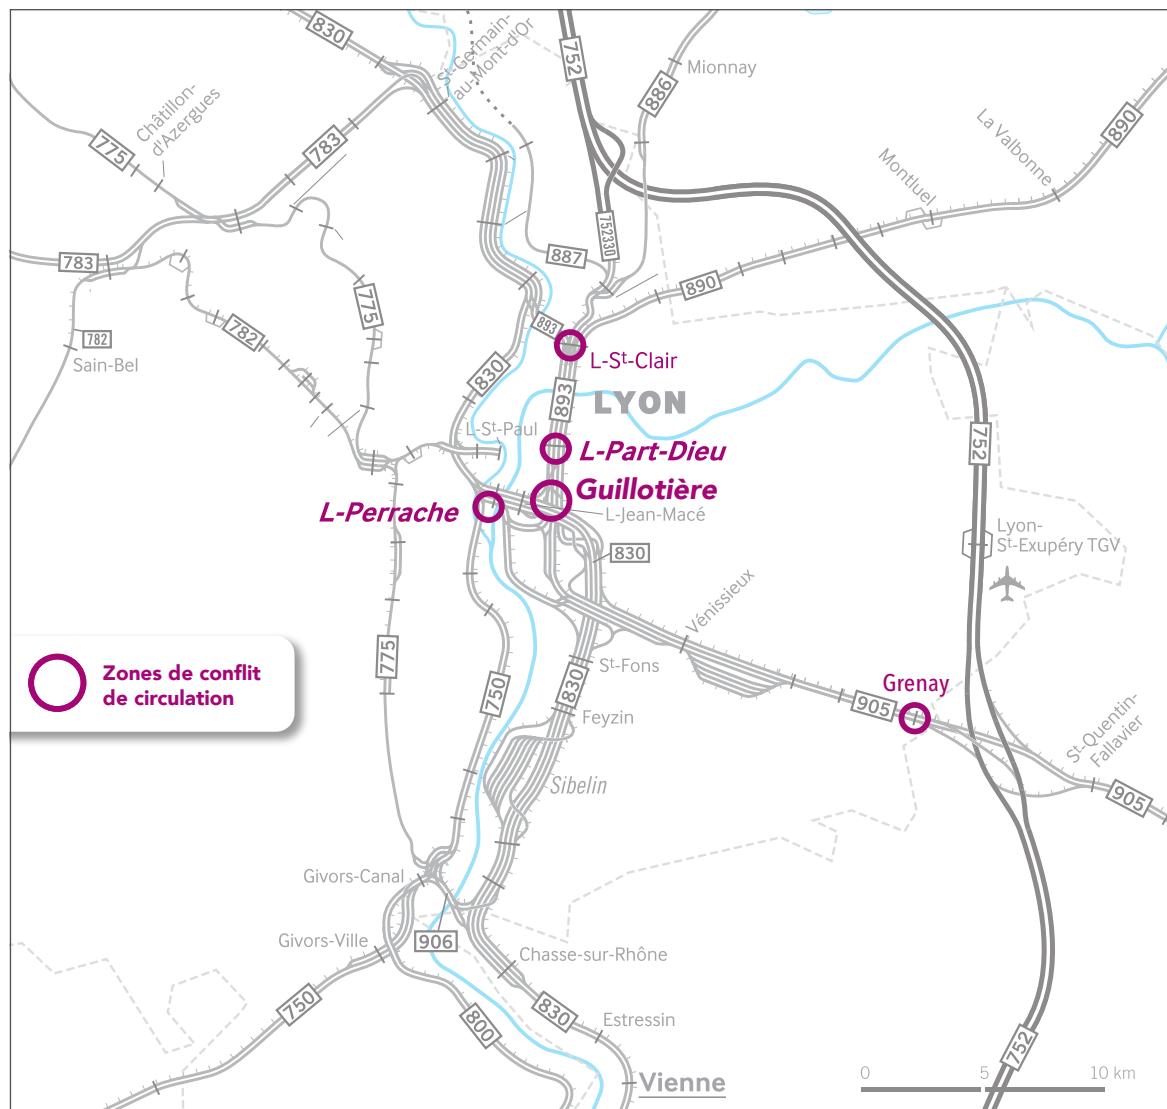 830
St-Germain-
au-Mont-d'Or
752
Mionnay
886
La Valbonne
890
Châtillon-
d'Azergues
775
783
Montluel
752330
887
783
890
775
782
782
Sain-Bel
893
L-St-Clair
830
893
LYON
L-St-Paul
L-Part-Dieu
752
Guillotière
L-Perrache
L-Jean-Macé
Lyon-
St-Exupéry TGV
830
Vénissieux
775
St-Fons
Zones de conflit
de circulation
750
830
Grenay
905
Feyzin
St-Quentin-
Fallavier
Sibelin
905
Givors-Canal
906
Givors-Ville
Chasse-sur-Rhône
750
830
800
Estressin
752
Vienne
0 5 10 km